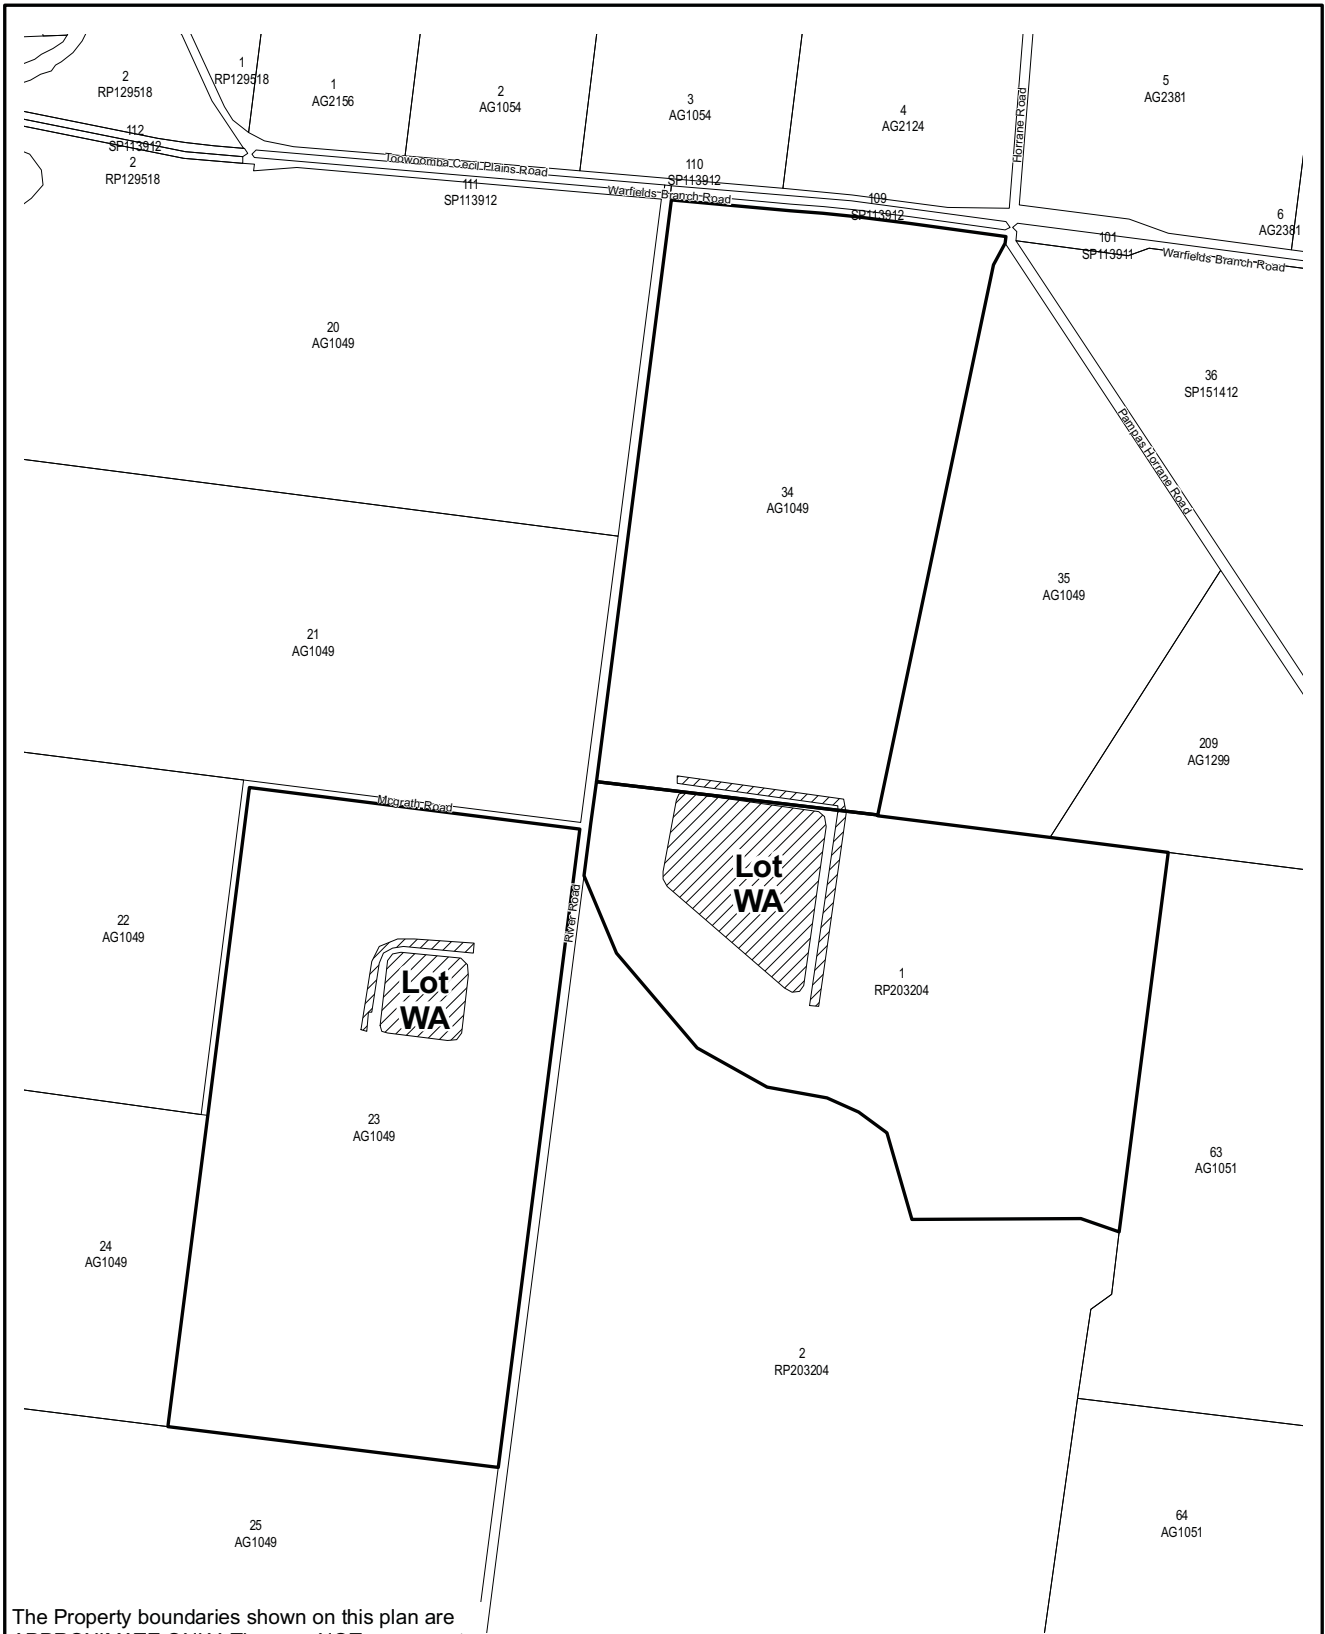 2
RP129518
1
RP129518
1
AG2156
2
AG1054
3
AG1054
4
AG2124
Horrane Road
5
AG2381
112
SP113912
2
RP129518
Toowoomba Cecil Plains Road
111
SP113912
110
SP113912
Warfields Branch Road
109
SP113912
6
AG2381
101
SP113911
Warfields Branch Road
20
AG1049
36
SP151412
Pampas Horrane Road
34
AG1049
35
AG1049
21
AG1049
209
AG1299
Mcgrath Road
Lot
WA
22
AG1049
River Road
Lot
WA
1
RP203204
23
AG1049
63
AG1051
24
AG1049
2
RP203204
25
AG1049
64
AG1051
The Property boundaries shown on this plan are